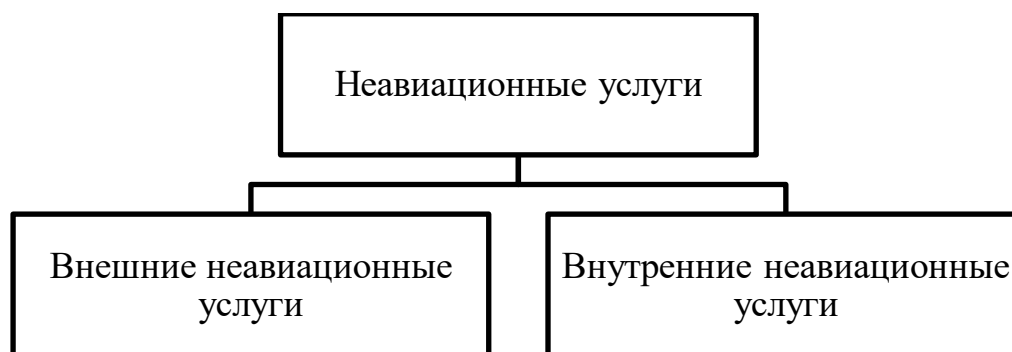 Неавиационные услуги
Внешние неавиационные
услуги
Внутренние неавиационные
услуги